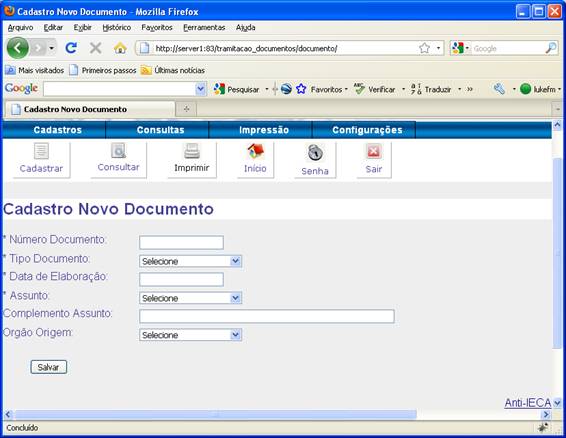 Cadastro Novo Documento - Mozilla Firefox
Arquivo Editar Exibir Histórico Favoritos Ferramentas Ajuda
http://server1:83/tramitacao_documentos/documento/ Google
Mais visitados Primeiros passos Últimas notícias
Google Pesquisar Favoritos Verificar Traduzir » lukefm
Cadastro Novo Documento
Cadastros Consultas Impressão Configurações
Cadastrar Consultar Imprimir Início Senha Sair
Cadastro Novo Documento
* Número Documento:
* Tipo Documento: Selecione
* Data de Elaboração:
* Assunto: Selecione
Complemento Assunto:
Orgão Origem: Selecione
Salvar
Anti-IECA
Concluído